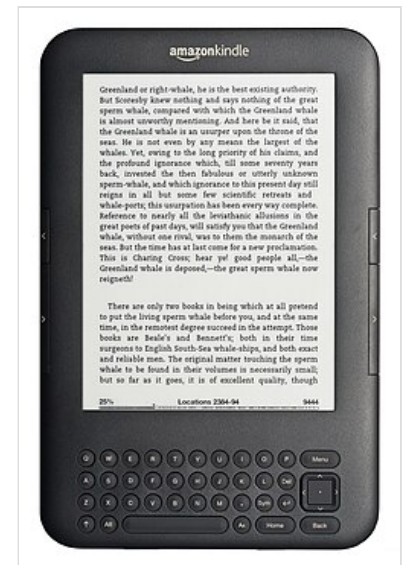 amazonkindle
Greenland or right-whale, he is the best existing authority.
But Scoresby knew nothing and says nothing of the great
sperm whale, compared with which the Greenland whale
is almost unworthy mentioning. And here be it said, that
the Greenland whale is an usurper upon the throne of the
seas. He is not even by any means the largest of the
whales. Yet, owing to the long priority of his claims, and
the profound ignorance which, till some seventy years
back, invested the then fabulous or utterly unknown
sperm-whale, and which ignorance to this present day still
reigns in all but some few scientific retreats and
whale-ports; this usurpation has been every way complete.
Reference to nearly all the leviathanic allusions in the
great poets of past days, will satisfy you that the Greenland
whale, without one rival, was to them the monarch of the
seas. But the time has at last come for a new proclamation.
This is Charing Cross; hear ye! good people all,—the
Greenland whale is deposed,—the great sperm whale now
reigneth!
There are only two books in being which at all pretend
to put the living sperm whale before you, and at the same
time, in the remotest degree succeed in the attempt. Those
books are Beale's and Bennett's; both in their time
surgeons to English South-Sea whale-ships, and both exact
and reliable men. The original matter touching the sperm
whale to be found in their volumes is necessarily small;
but so far as it goes, it is of excellent quality, though
25% Locations 2384-94 9444
Q W E R T Y U I O P Menu
A S D F G H J K L Del
Z X C V B N M . Sym
Alt Aa Home Back